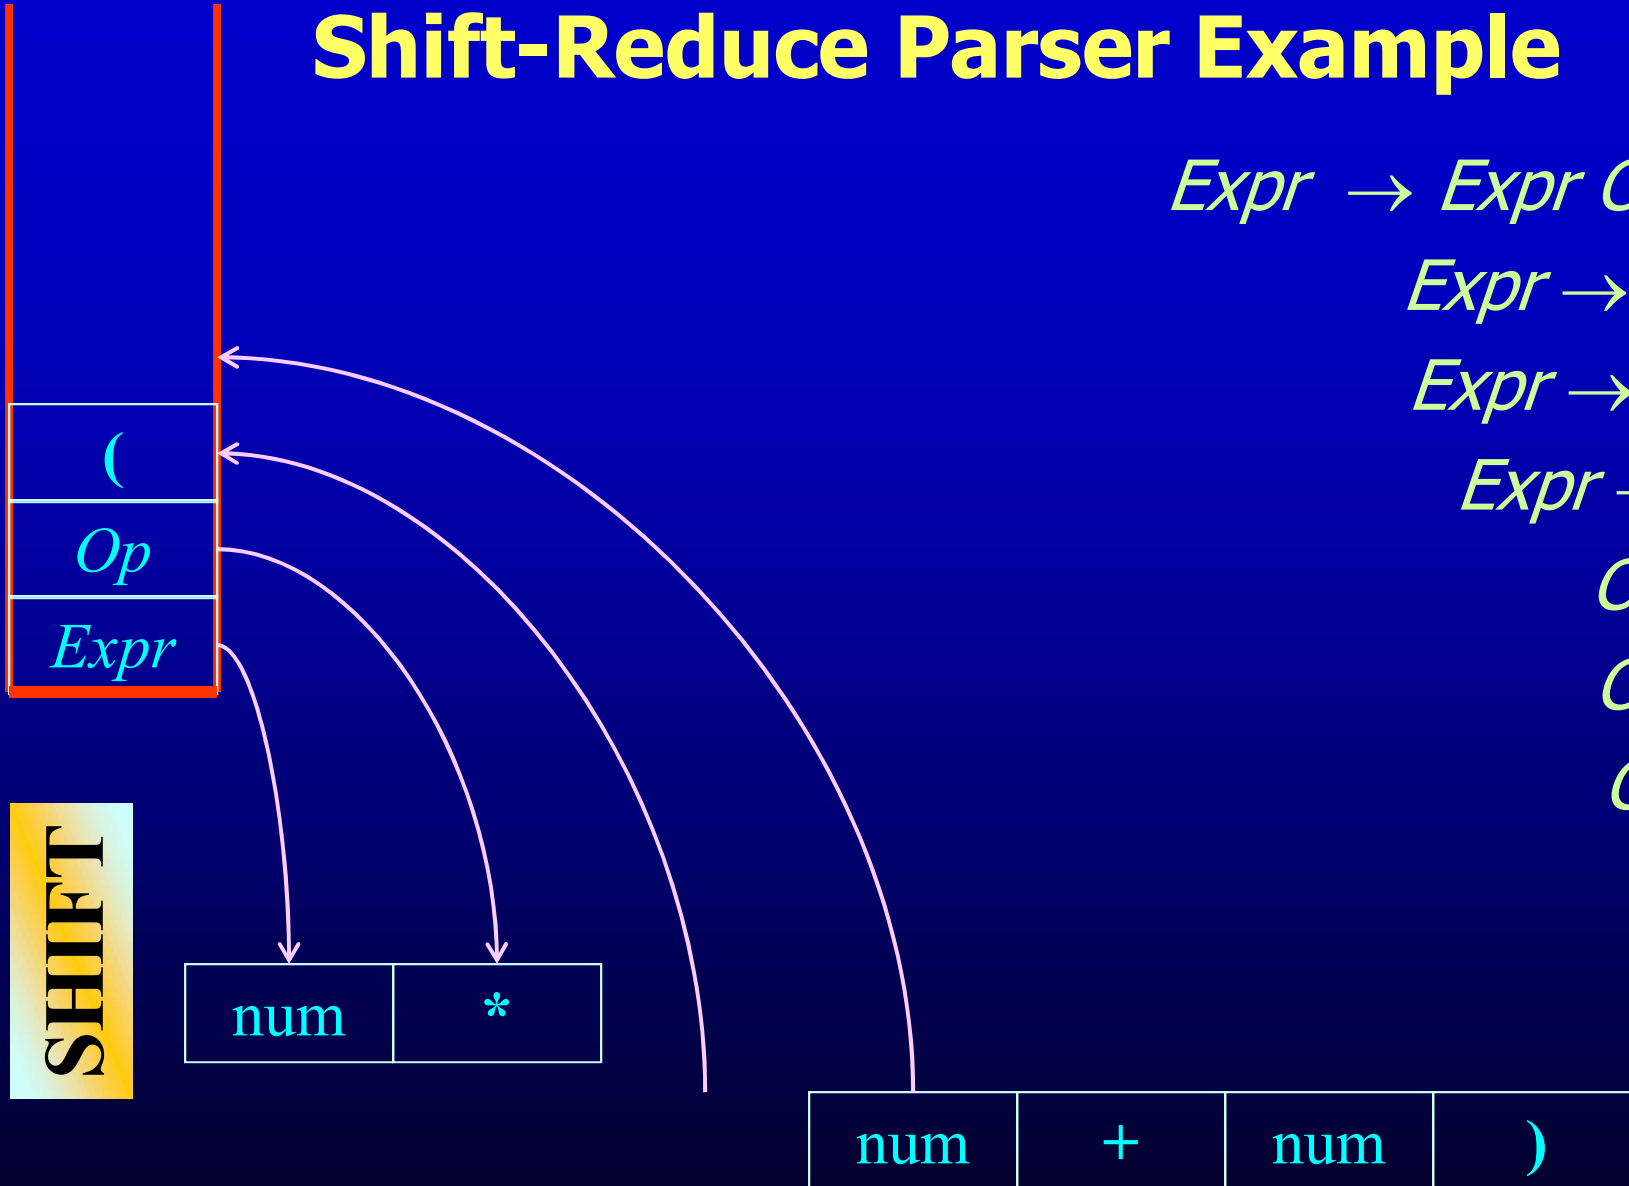 Shift-Reduce Parser Example
Expr → Expr O
Expr →
Expr →
Expr
O
O
O
(
Op
Expr
SHIFT
num *
num + num )